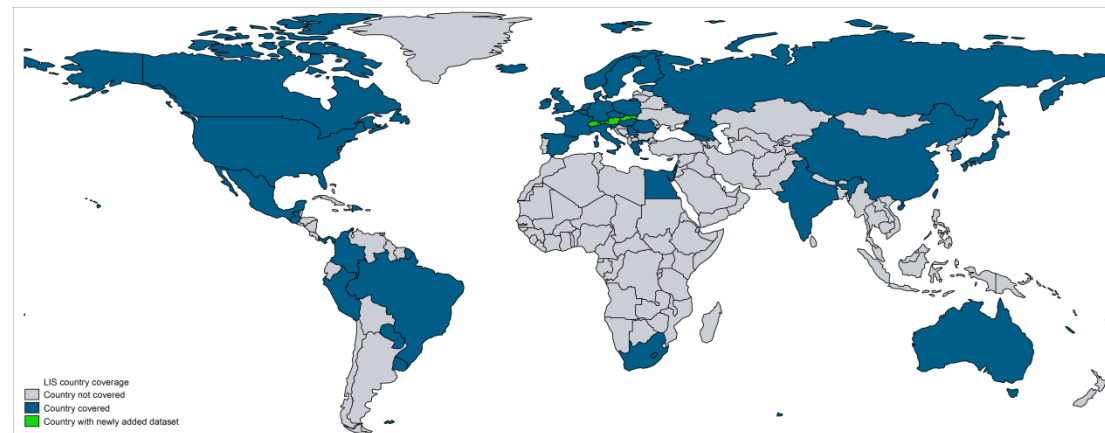 LIS country coverage
Country not covered
Country covered
Country with newly added dataset